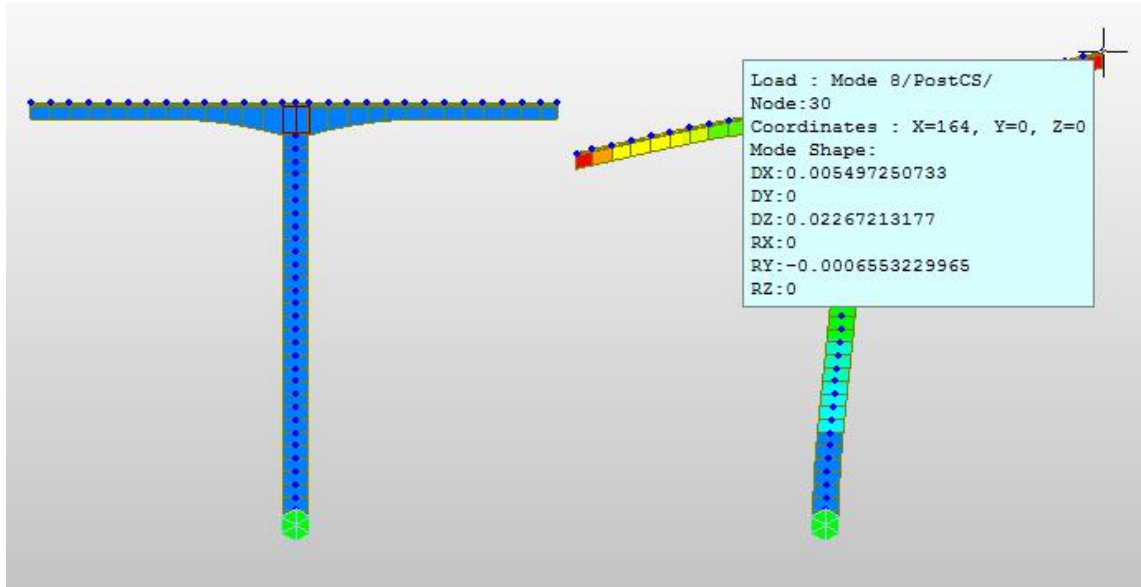 Load : Mode 8/PostCS/
Node:30
Coordinates : X=164, Y=0, Z=0
Mode Shape:
DX:0.005497250733
DY:0
DZ:0.02267213177
RX:0
RY:-0.0006553229965
RZ:0